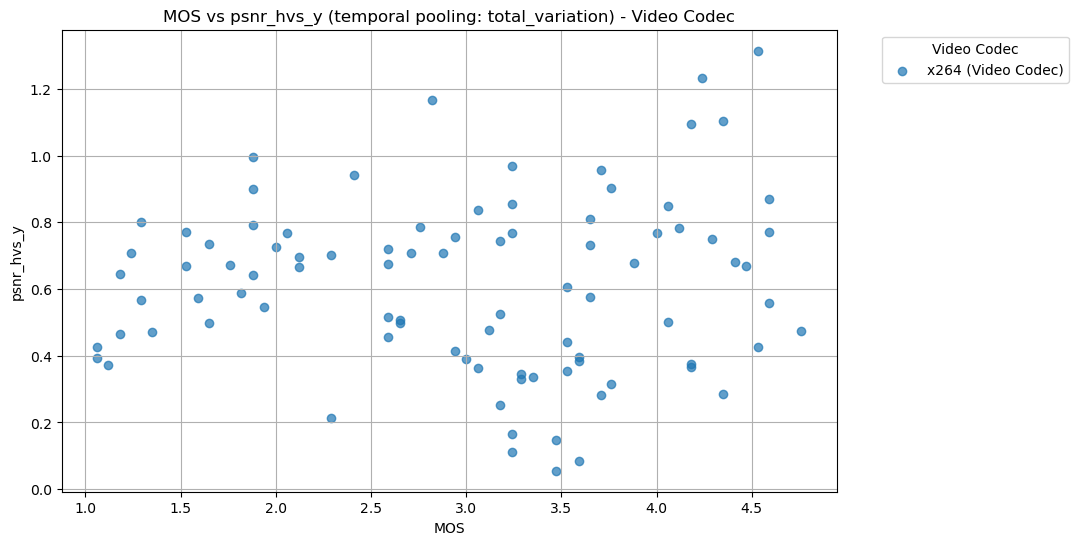 MOS vs psnr_hvs_y (temporal pooling: total_variation) - Video Codec
Video Codec
x264 (Video Codec)
psnr_hvs_y
1.2
1.0
0.8
0.6
0.4
0.2
0.0
1.0 1.5 2.0 2.5 3.0 3.5 4.0 4.5
MOS